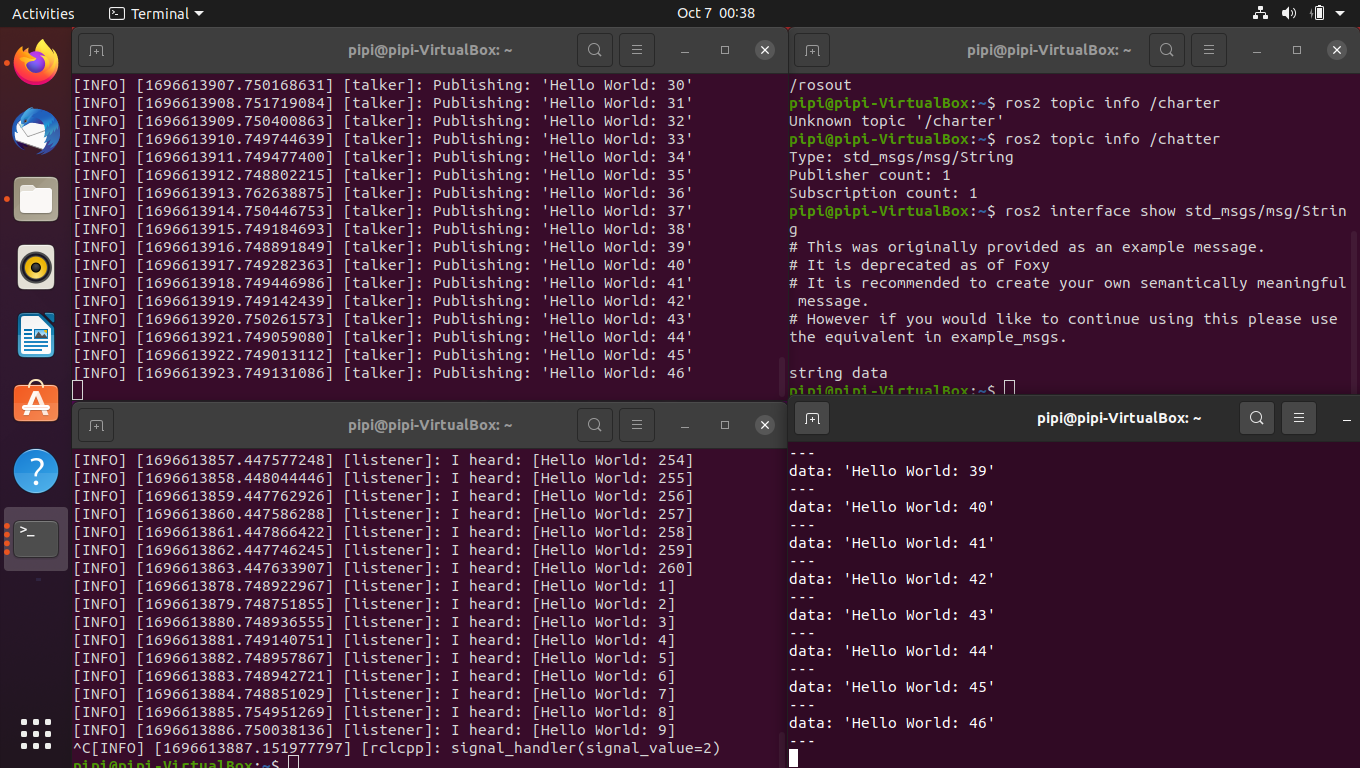 Activities
Terminal
Oct 7 00:38
pipi@pipi-VirtualBox: ~
[INFO] [1696613907.750168631] [talker]: Publishing: 'Hello World: 30'
[INFO] [1696613908.751719084] [talker]: Publishing: 'Hello World: 31'
[INFO] [1696613909.750400863] [talker]: Publishing: 'Hello World: 32'
[INFO] [1696613910.749744639] [talker]: Publishing: 'Hello World: 33'
[INFO] [1696613911.749477400] [talker]: Publishing: 'Hello World: 34'
[INFO] [1696613912.748802215] [talker]: Publishing: 'Hello World: 35'
[INFO] [1696613913.762638875] [talker]: Publishing: 'Hello World: 36'
[INFO] [1696613914.750446753] [talker]: Publishing: 'Hello World: 37'
[INFO] [1696613915.749184693] [talker]: Publishing: 'Hello World: 38'
[INFO] [1696613916.748891849] [talker]: Publishing: 'Hello World: 39'
[INFO] [1696613917.749282363] [talker]: Publishing: 'Hello World: 40'
[INFO] [1696613918.749446986] [talker]: Publishing: 'Hello World: 41'
[INFO] [1696613919.749142439] [talker]: Publishing: 'Hello World: 42'
[INFO] [1696613920.750261573] [talker]: Publishing: 'Hello World: 43'
[INFO] [1696613921.749059080] [talker]: Publishing: 'Hello World: 44'
[INFO] [1696613922.749013112] [talker]: Publishing: 'Hello World: 45'
[INFO] [1696613923.749131086] [talker]: Publishing: 'Hello World: 46'
pipi@pipi-VirtualBox: ~
/rosout
pipi@pipi-VirtualBox:~$ ros2 topic info /charter
Unknown topic '/charter'
pipi@pipi-VirtualBox:~$ ros2 topic info /chatter
Type: std_msgs/msg/String
Publisher count: 1
Subscription count: 1
pipi@pipi-VirtualBox:~$ ros2 interface show std_msgs/msg/Strin
g
# This was originally provided as an example message.
# It is deprecated as of Foxy
# It is recommended to create your own semantically meaningful
 message.
# However if you would like to continue using this please use
the equivalent in example_msgs.
string data
pipi@pipi-VirtualBox:~$
pipi@pipi-VirtualBox: ~
[INFO] [1696613857.447577248] [listener]: I heard: [Hello World: 254]
[INFO] [1696613858.448044446] [listener]: I heard: [Hello World: 255]
[INFO] [1696613859.447762926] [listener]: I heard: [Hello World: 256]
[INFO] [1696613860.447586288] [listener]: I heard: [Hello World: 257]
[INFO] [1696613861.447866422] [listener]: I heard: [Hello World: 258]
[INFO] [1696613862.447746245] [listener]: I heard: [Hello World: 259]
[INFO] [1696613863.447633907] [listener]: I heard: [Hello World: 260]
[INFO] [1696613878.748922967] [listener]: I heard: [Hello World: 1]
[INFO] [1696613879.748751855] [listener]: I heard: [Hello World: 2]
[INFO] [1696613880.748936555] [listener]: I heard: [Hello World: 3]
[INFO] [1696613881.749140751] [listener]: I heard: [Hello World: 4]
[INFO] [1696613882.748957867] [listener]: I heard: [Hello World: 5]
[INFO] [1696613883.748942721] [listener]: I heard: [Hello World: 6]
[INFO] [1696613884.748851029] [listener]: I heard: [Hello World: 7]
[INFO] [1696613885.754951269] [listener]: I heard: [Hello World: 8]
[INFO] [1696613886.750038136] [listener]: I heard: [Hello World: 9]
^C[INFO] [1696613887.151977797] [rclcpp]: signal_handler(signal_value=2)
pipi@pipi-VirtualBox:~$
pipi@pipi-VirtualBox: ~
---
data: 'Hello World: 39'
---
data: 'Hello World: 40'
---
data: 'Hello World: 41'
---
data: 'Hello World: 42'
---
data: 'Hello World: 43'
---
data: 'Hello World: 44'
---
data: 'Hello World: 45'
---
data: 'Hello World: 46'
---